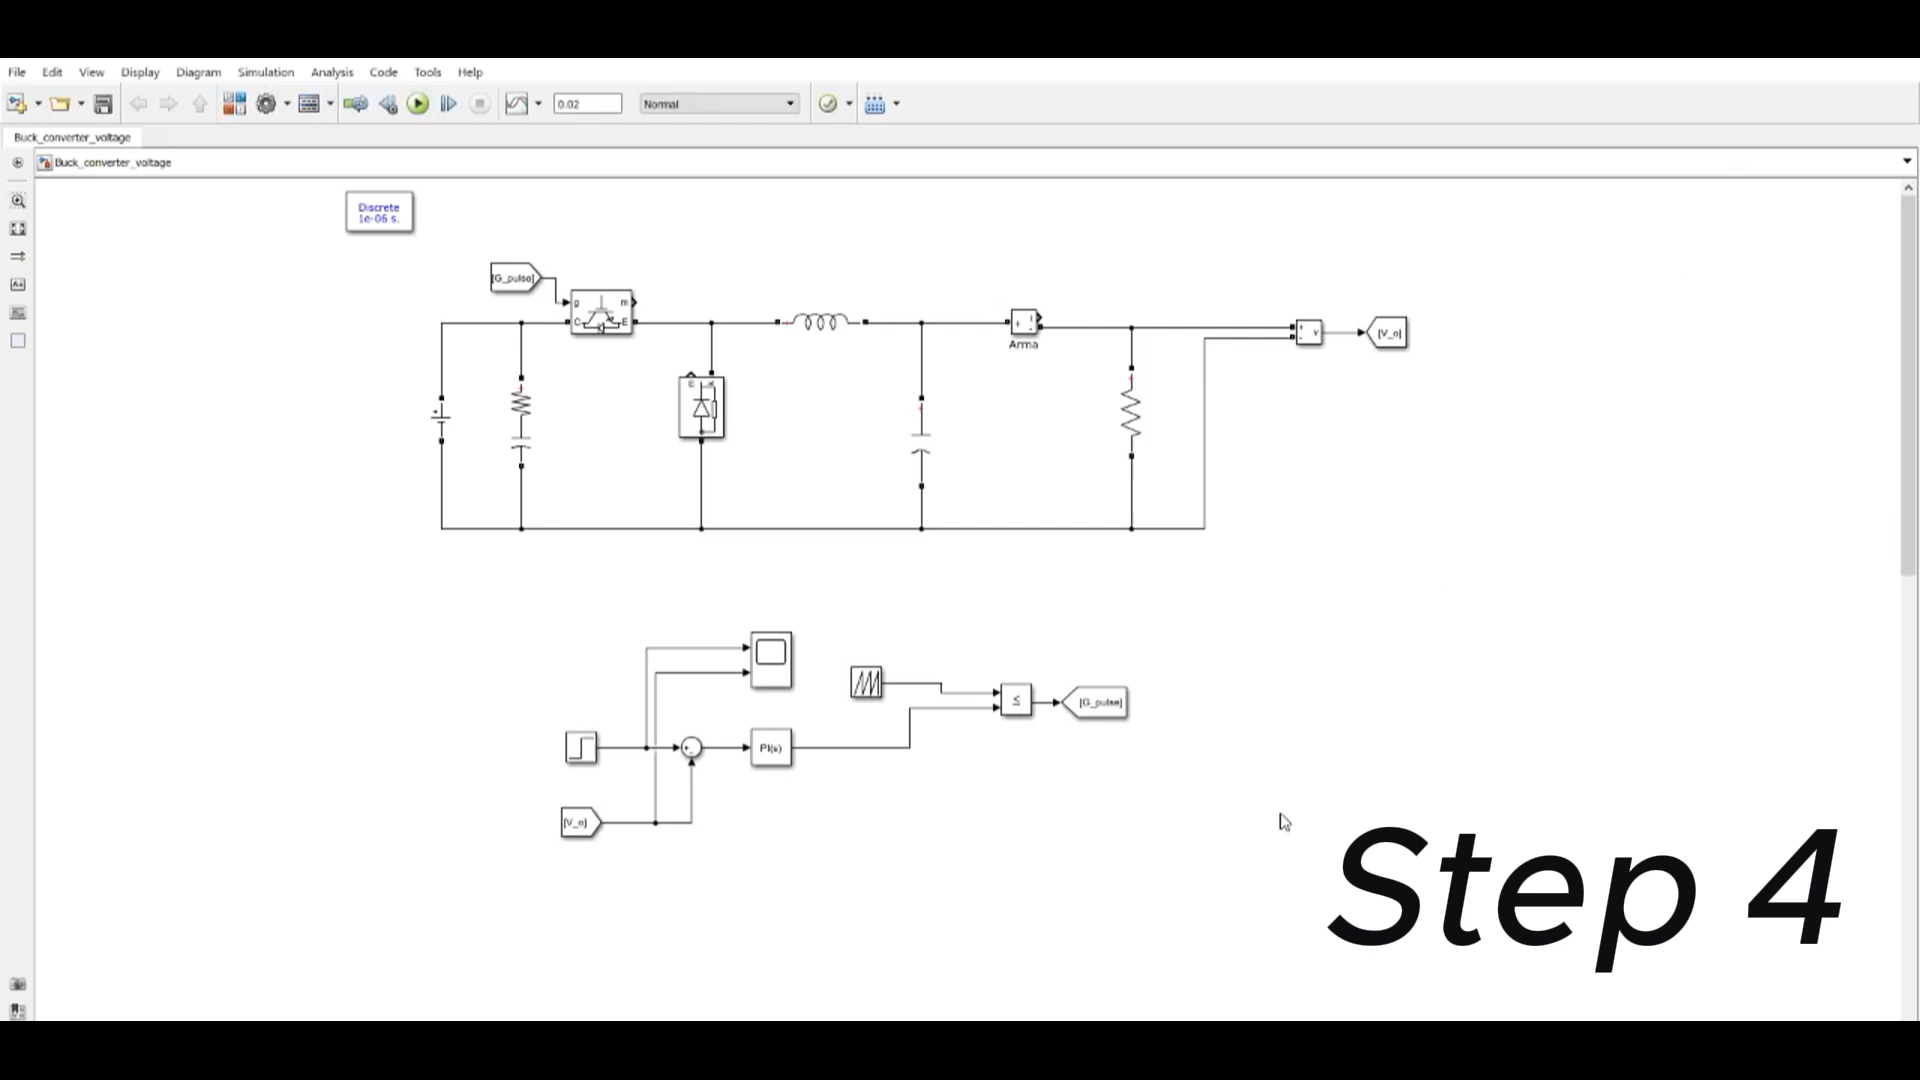 File Edit View Display Diagram Simulation Analysis Code Tools Help
0.02 Normal
Buck_converter_voltage
Buck_converter_voltage
Discrete
1e-06 s.
[G_pulse]
g m
C E
+ i
-
Arma
+ v
-
[V_o]
+
[G_pulse]
≤
PI(s)
+
-
[V_o]
Step 4